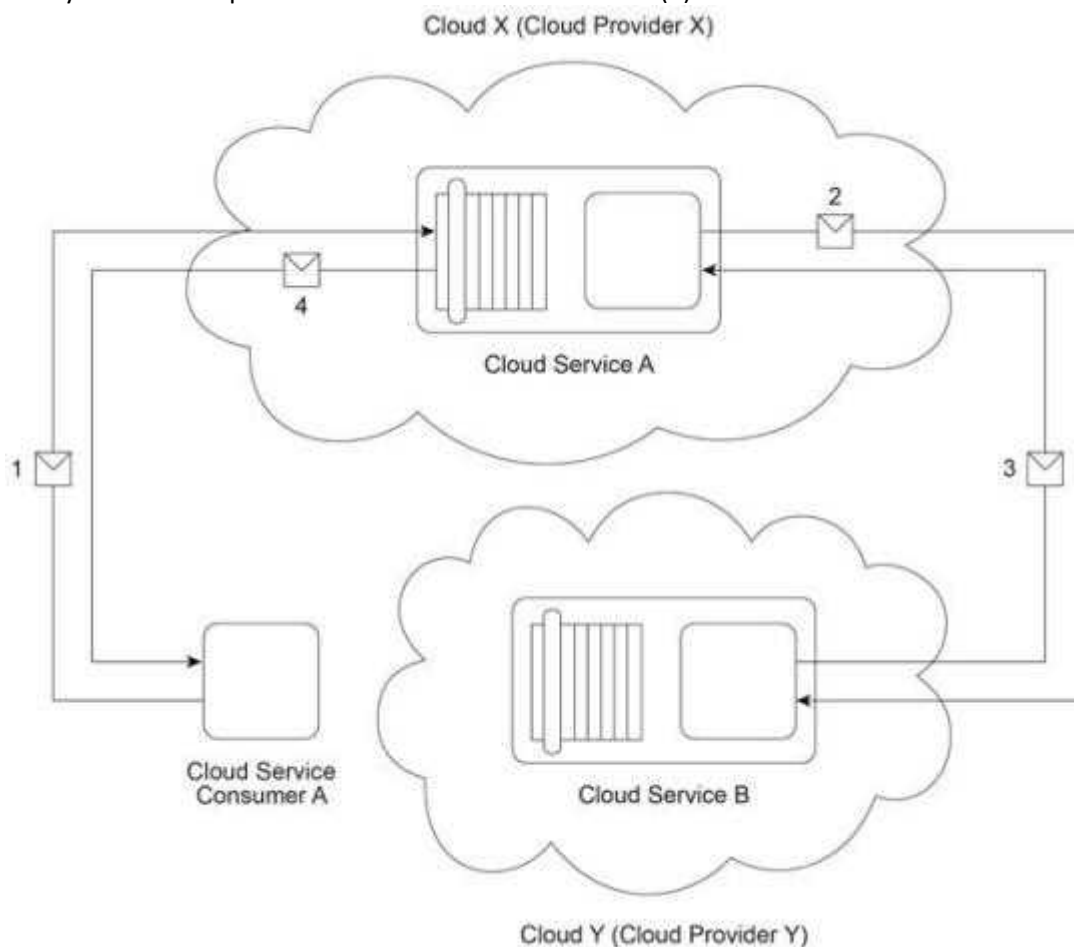 Cloud X (Cloud Provider X)
2
4
Cloud Service A
1
3
Cloud Service
Consumer A
Cloud Service B
Cloud Y (Cloud Provider Y)